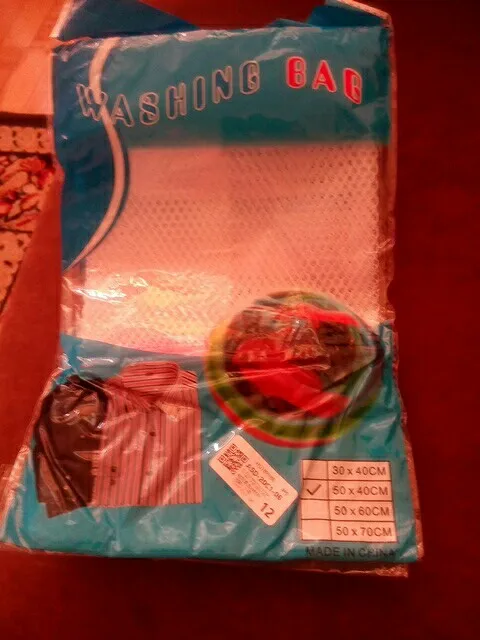 WASHING BAG
30 x 40CM
50 x 40CM
50 x 60CM
50 x 70CM
12
MADE IN CHINA